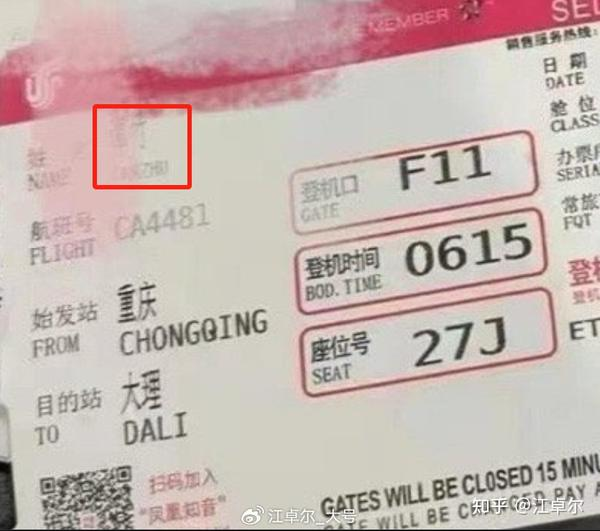 MEMBER
SEL
销售服务热线:
日期
DATE
舱位
CLASS
姓
NAME
办票序
SERIA
登机口
GATE
F11
航班号
FLIGHT
CA4481
常旅
FQT
登机时间
BOD.TIME
0615
登机
始发站
FROM
重庆
CHONGQING
座位号
SEAT
27J
ET
目的站
TO
大理
DALI
扫码加入
“凤凰知音”
GATES WILL BE CLOSED 15 MINU
@江卓尔_大号
知乎 @江卓尔